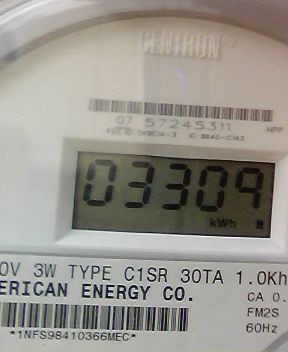 CENTRON®
07 57245311 HPP
03309
kWh
0V 3W TYPE C1SR 30TA 1.0Kh
ERICAN ENERGY CO. CA 0.
FM2S
*1NFS98410366MEC* 60Hz